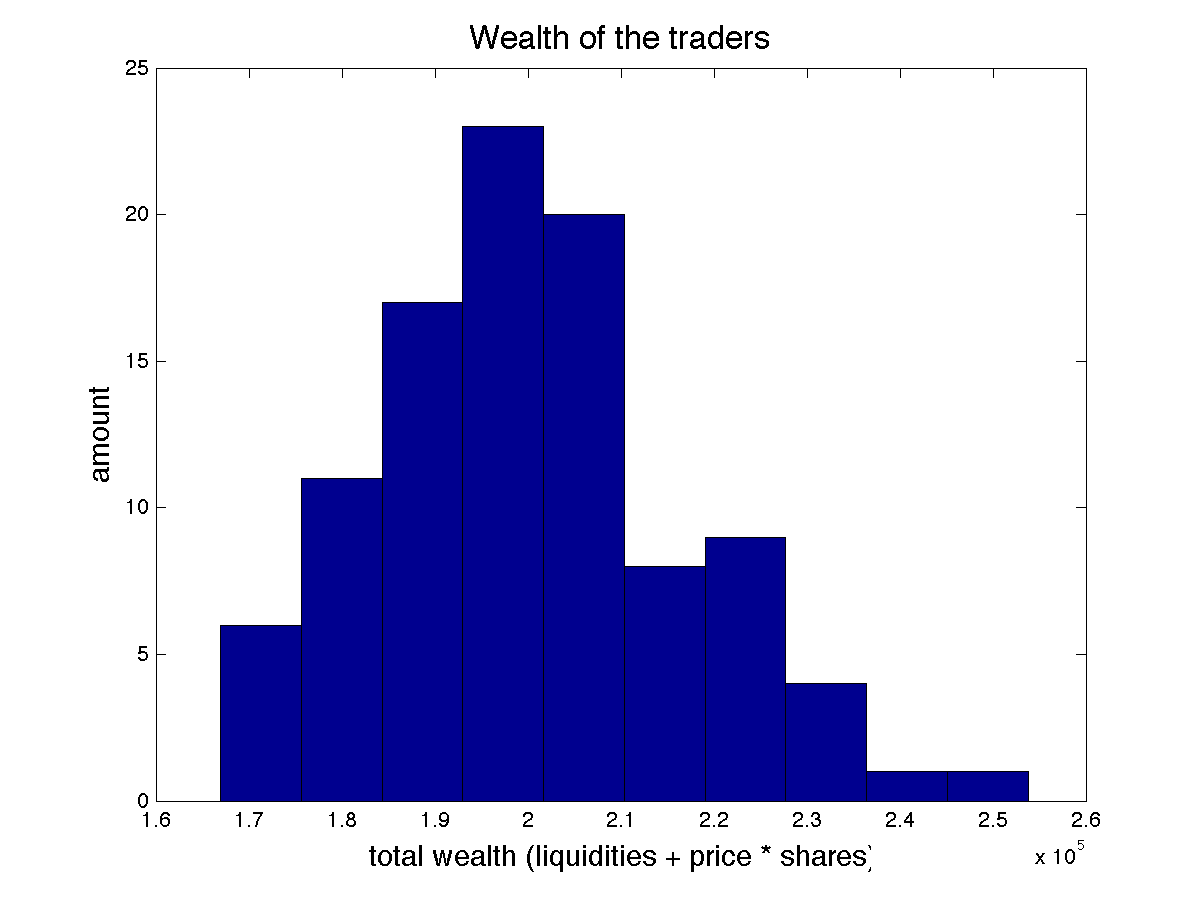 Wealth of the traders
25
20
15
10
5
0
amount
1.6 1.7 1.8 1.9 2 2.1 2.2 2.3 2.4 2.5 2.6
total wealth (liquidities + price * shares)
x 10^5